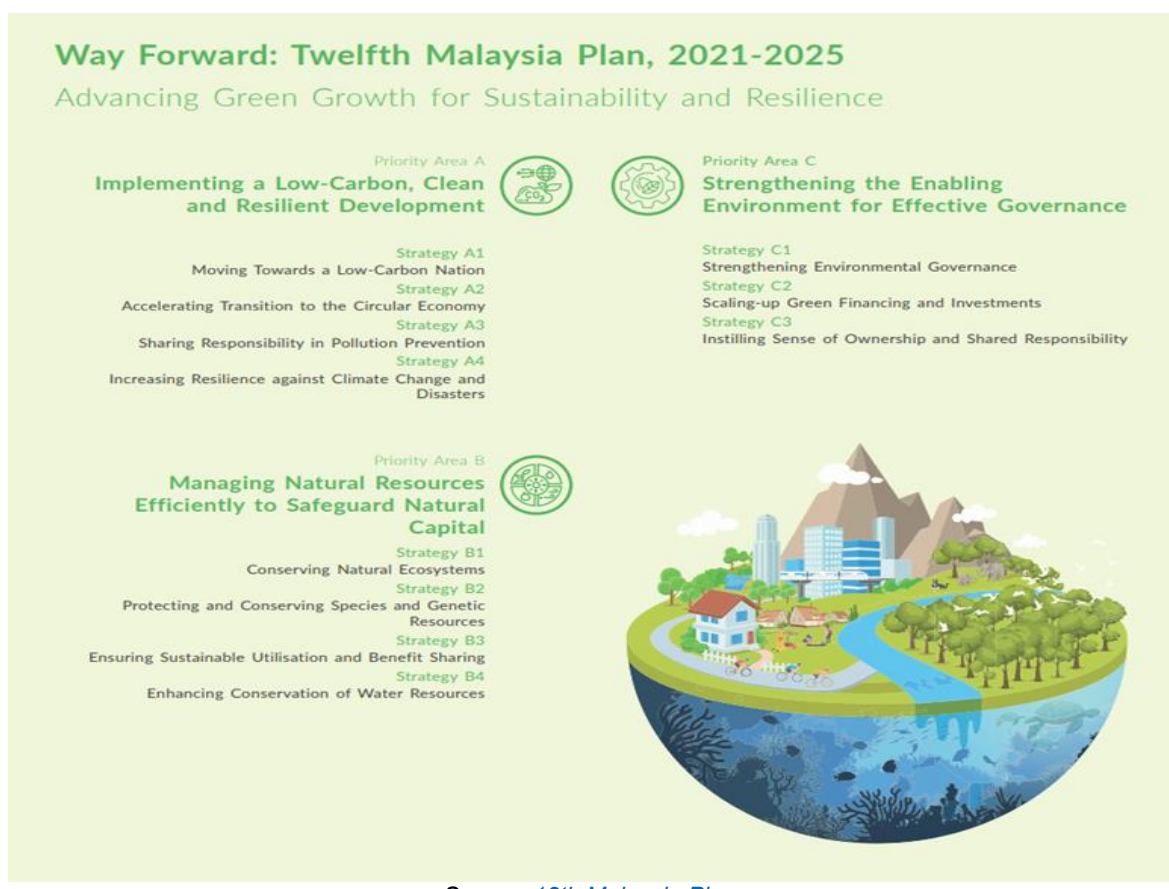 Way Forward: Twelfth Malaysia Plan, 2021-2025
Advancing Green Growth for Sustainability and Resilience
Priority Area A
Implementing a Low-Carbon, Clean
and Resilient Development
Strategy A1
Moving Towards a Low-Carbon Nation
Strategy A2
Accelerating Transition to the Circular Economy
Strategy A3
Sharing Responsibility in Pollution Prevention
Strategy A4
Increasing Resilience against Climate Change and
Disasters
Priority Area B
Managing Natural Resources
Efficiently to Safeguard Natural
Capital
Strategy B1
Conserving Natural Ecosystems
Strategy B2
Protecting and Conserving Species and Genetic
Resources
Strategy B3
Ensuring Sustainable Utilisation and Benefit Sharing
Strategy B4
Enhancing Conservation of Water Resources
Priority Area C
Strengthening the Enabling
Environment for Effective Governance
Strategy C1
Strengthening Environmental Governance
Strategy C2
Scaling-up Green Financing and Investments
Strategy C3
Instilling Sense of Ownership and Shared Responsibility
CO₂